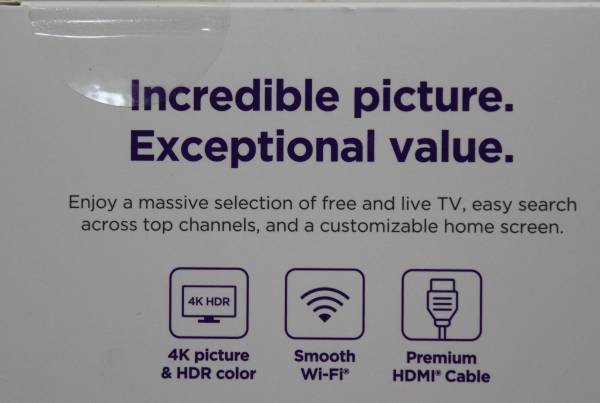 Incredible picture.
Exceptional value.
Enjoy a massive selection of free and live TV, easy search
across top channels, and a customizable home screen.
4K HDR
4K picture
& HDR color
Smooth
Wi-Fi®
Premium
HDMI® Cable